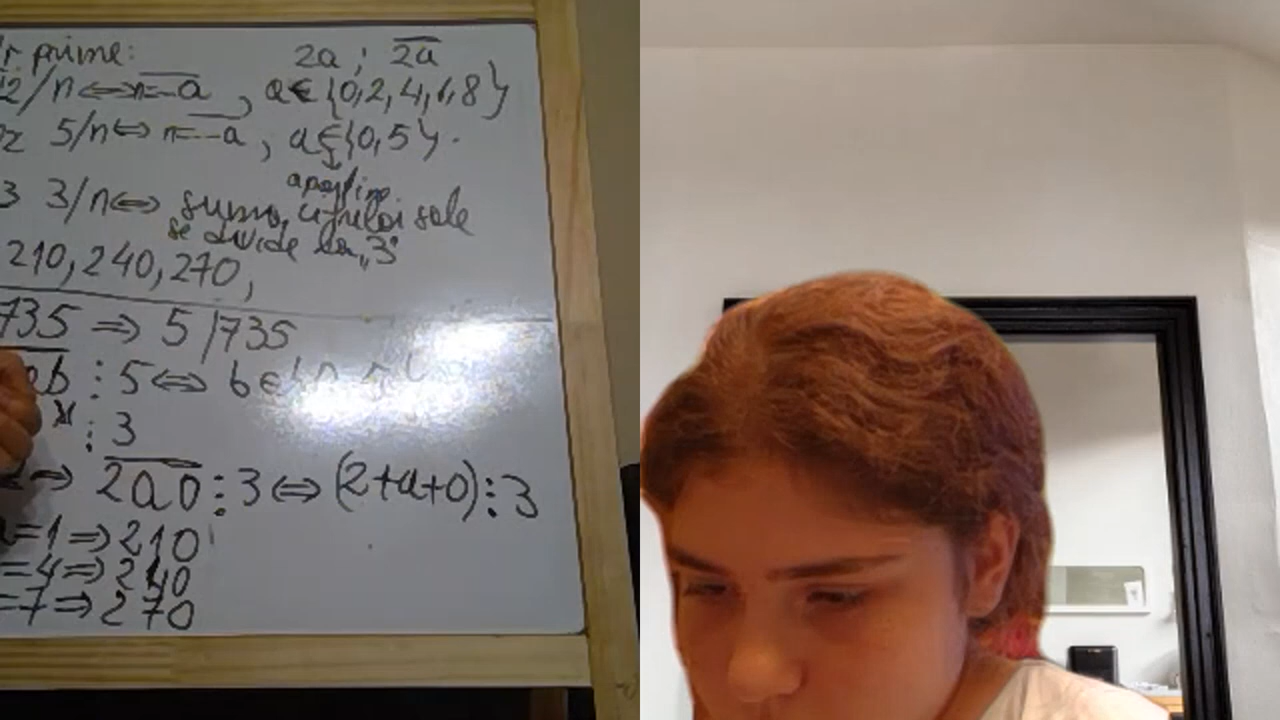 r prime: 2a ; 2a
2/n ⇔ n=-a , a∈{0,2,4,6,8}
5/n ⇔ n=-a , a∈{0,5}.
aparține
3 3/n ⇔ suma cifrelor sale
se divide la "3"
210, 240, 270,
735 ⇒ 5/735
b ⋮ 5 ⇔ b∈{
⋮ 3
⇒ 2a0 ⋮ 3 ⇔ (2+a+0) ⋮ 3
a=1 ⇒ 210
=4 ⇒ 240
=7 ⇒ 270